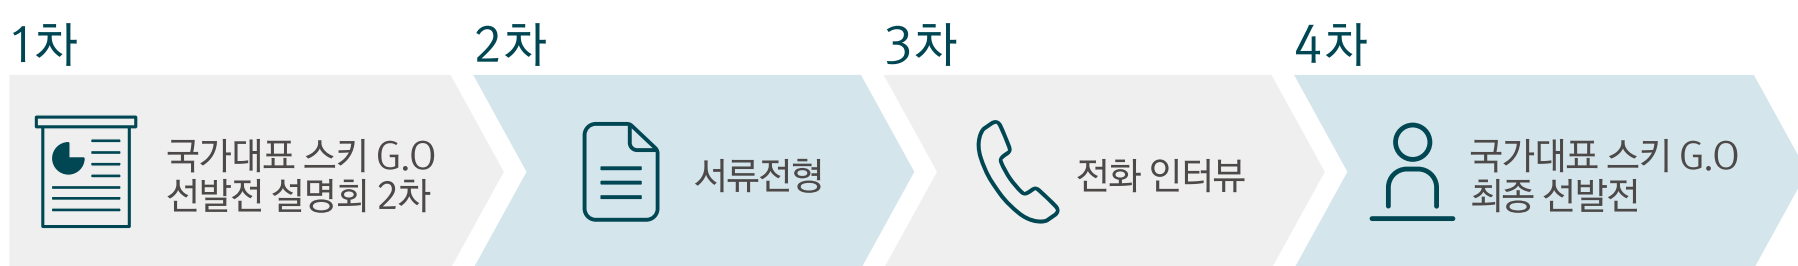 1차
국가대표 스키 G.O
선발전 설명회 2차
2차
서류전형
3차
전화 인터뷰
4차
국가대표 스키 G.O
최종 선발전